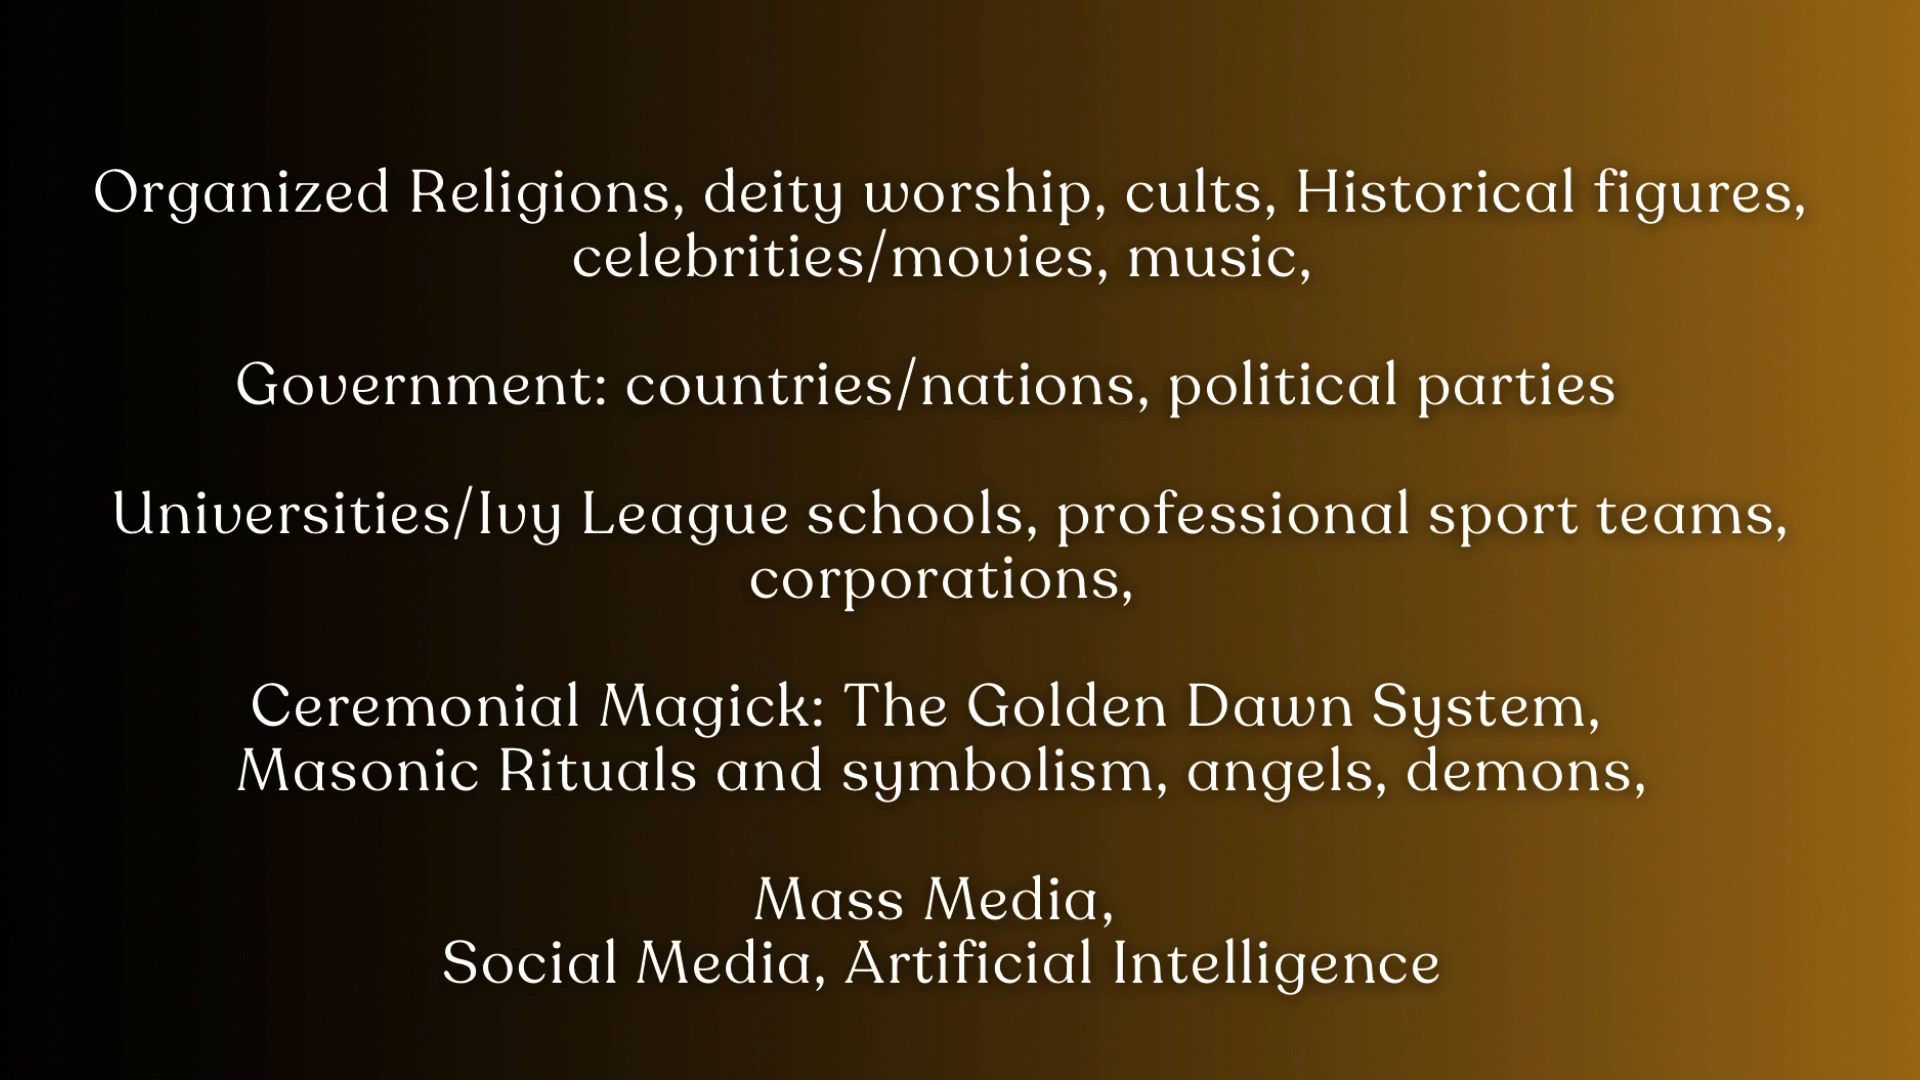 Organized Religions, deity worship, cults, Historical figures,
celebrities/movies, music,
Government: countries/nations, political parties
Universities/Ivy League schools, professional sport teams,
corporations,
Ceremonial Magick: The Golden Dawn System,
Masonic Rituals and symbolism, angels, demons,
Mass Media,
Social Media, Artificial Intelligence